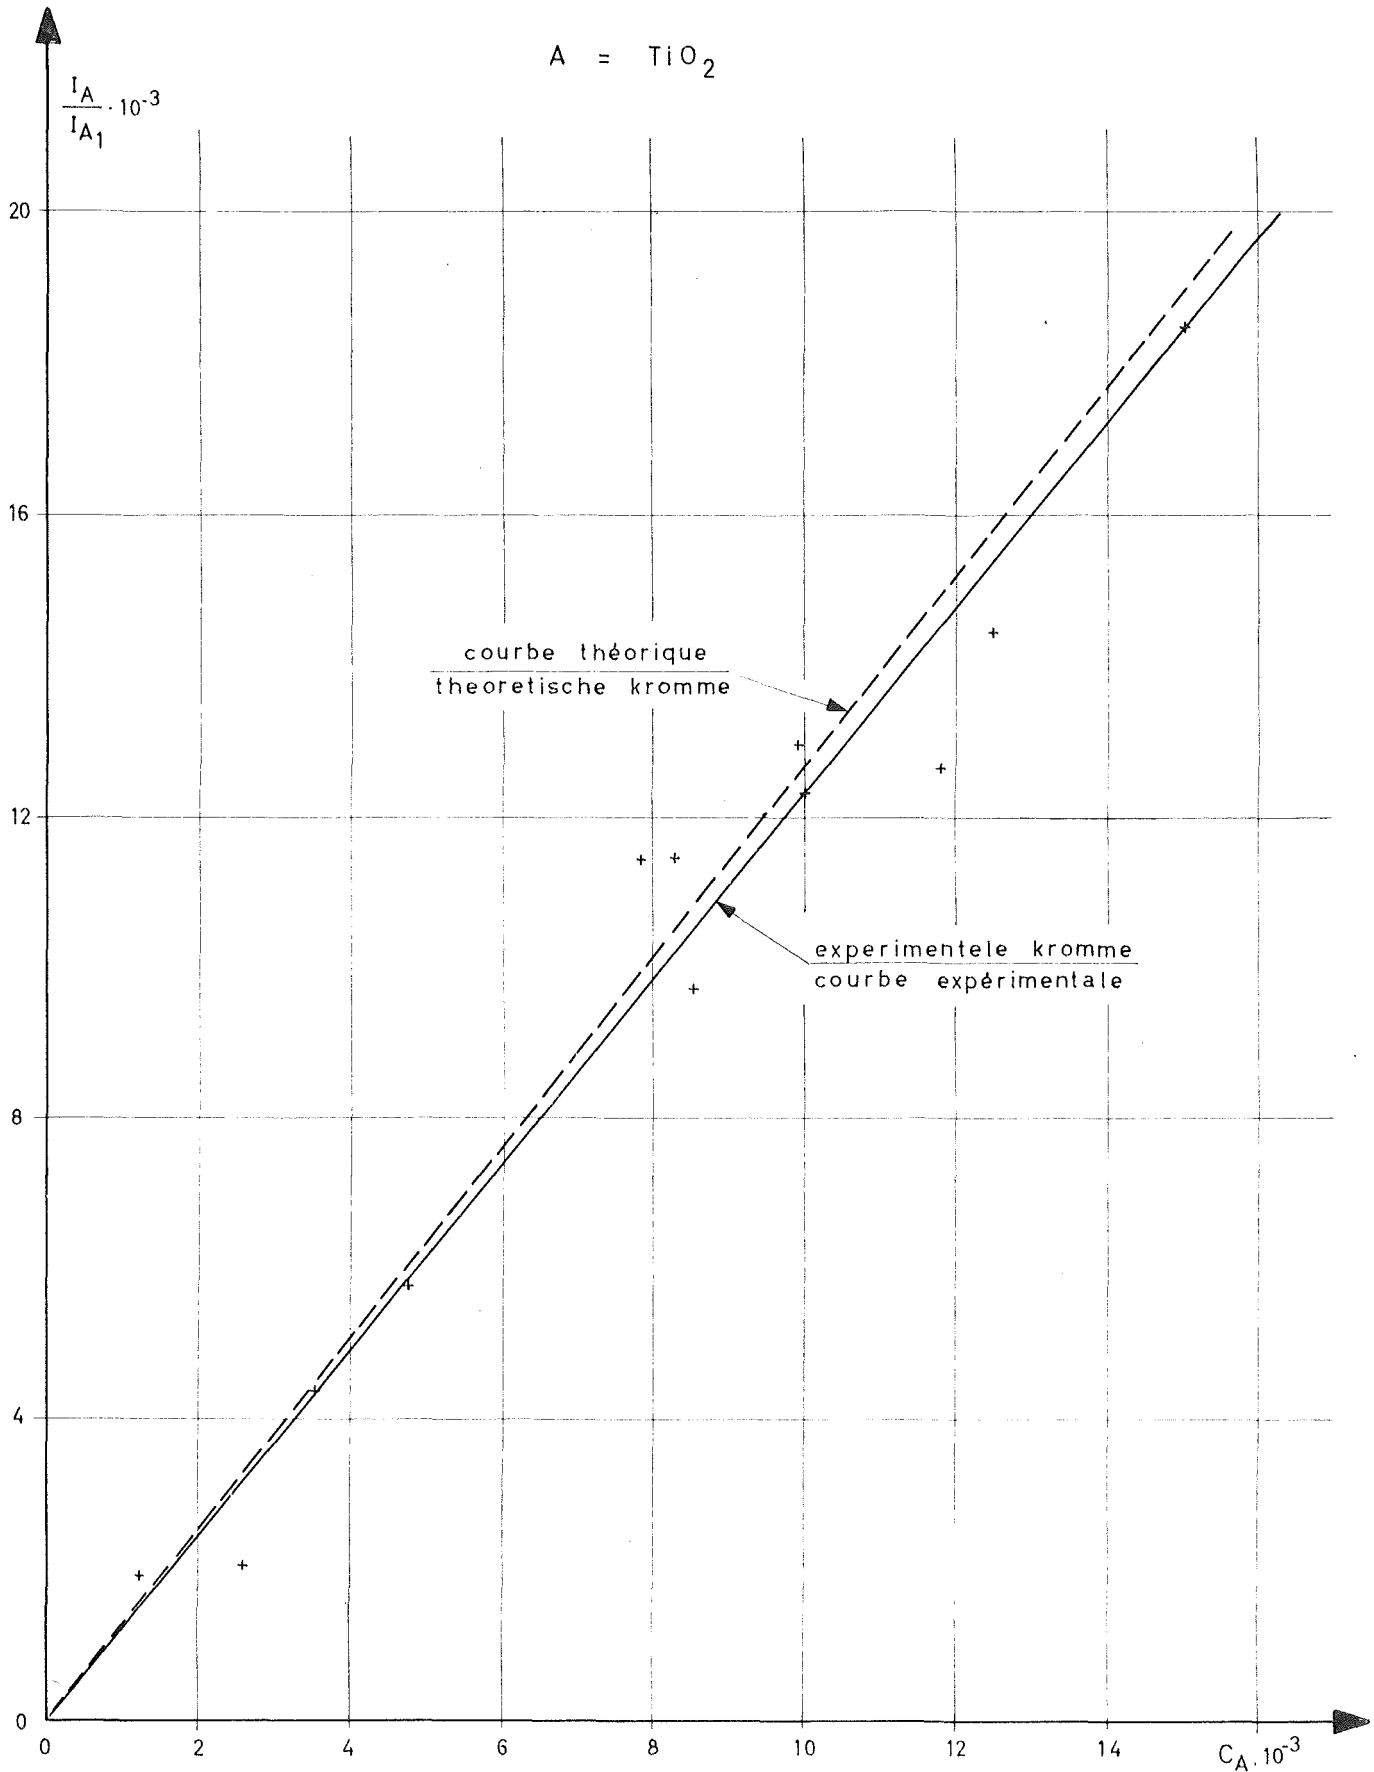 A = TiO2
I_A / I_A1 · 10^-3
20
16
courbe théorique
theoretische kromme
12
experimentele kromme
courbe expérimentale
8
4
0
0 2 4 6 8 10 12 14 C_A.10^-3